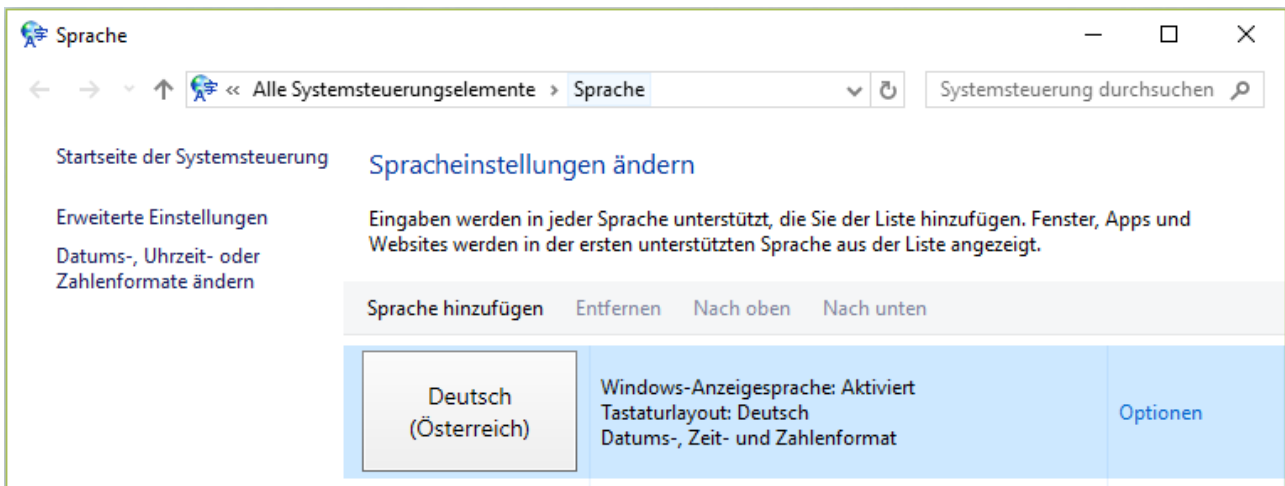 Sprache
« Alle Systemsteuerungselemente › Sprache
Systemsteuerung durchsuchen
Startseite der Systemsteuerung
Erweiterte Einstellungen
Datums-, Uhrzeit- oder
Zahlenformate ändern
Spracheinstellungen ändern
Eingaben werden in jeder Sprache unterstützt, die Sie der Liste hinzufügen. Fenster, Apps und
Websites werden in der ersten unterstützten Sprache aus der Liste angezeigt.
Sprache hinzufügen Entfernen Nach oben Nach unten
Deutsch
(Österreich)
Windows-Anzeigesprache: Aktiviert
Tastaturlayout: Deutsch
Datums-, Zeit- und Zahlenformat
Optionen